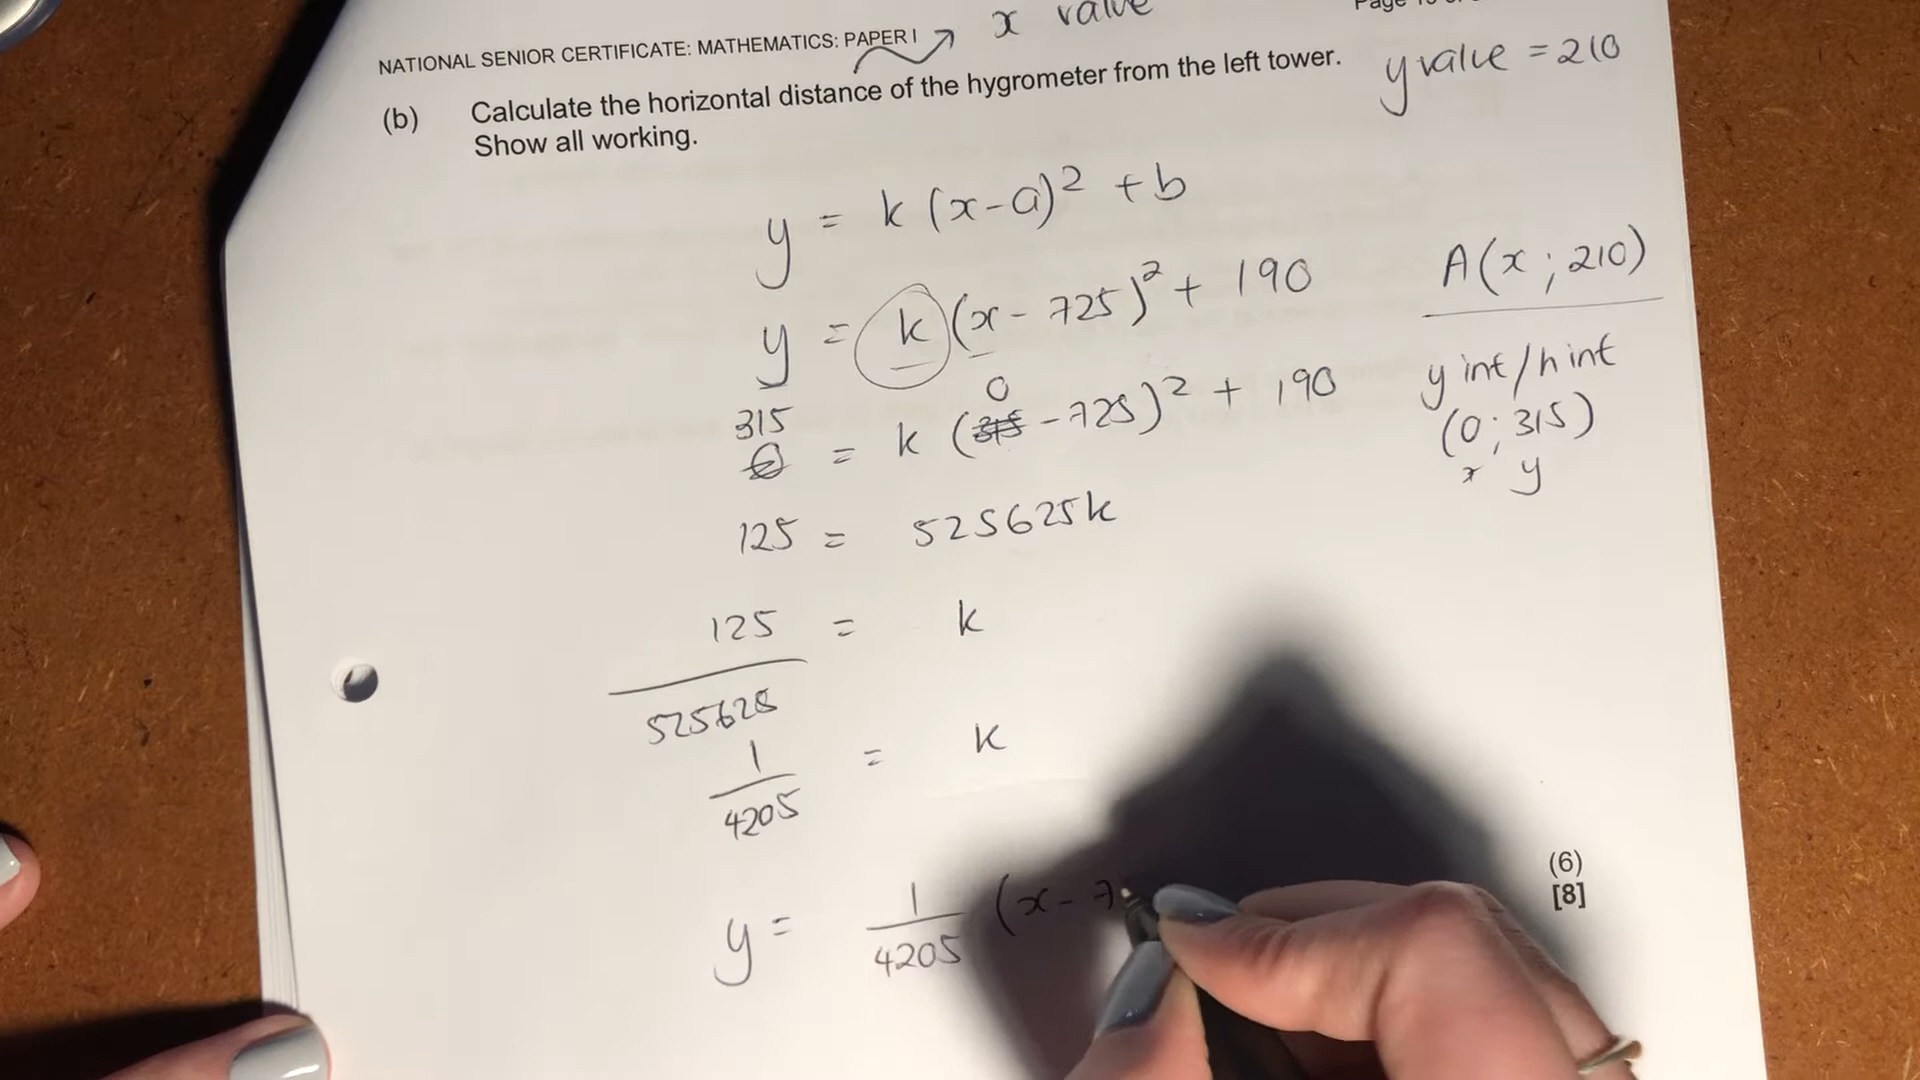 x value
NATIONAL SENIOR CERTIFICATE: MATHEMATICS: PAPER I
(b) Calculate the horizontal distance of the hygrometer from the left tower.
Show all working.
y value = 210
y = k (x-a)² + b
y = k (x - 725)² + 190
A (x ; 210)
315 = k (0 - 725)² + 190
y int/h int
(0 ; 315)
x y
125 = 525625k
125 = k
525625
1 = k
4205
(6)
[8]
y = 1 (x - 7
4205